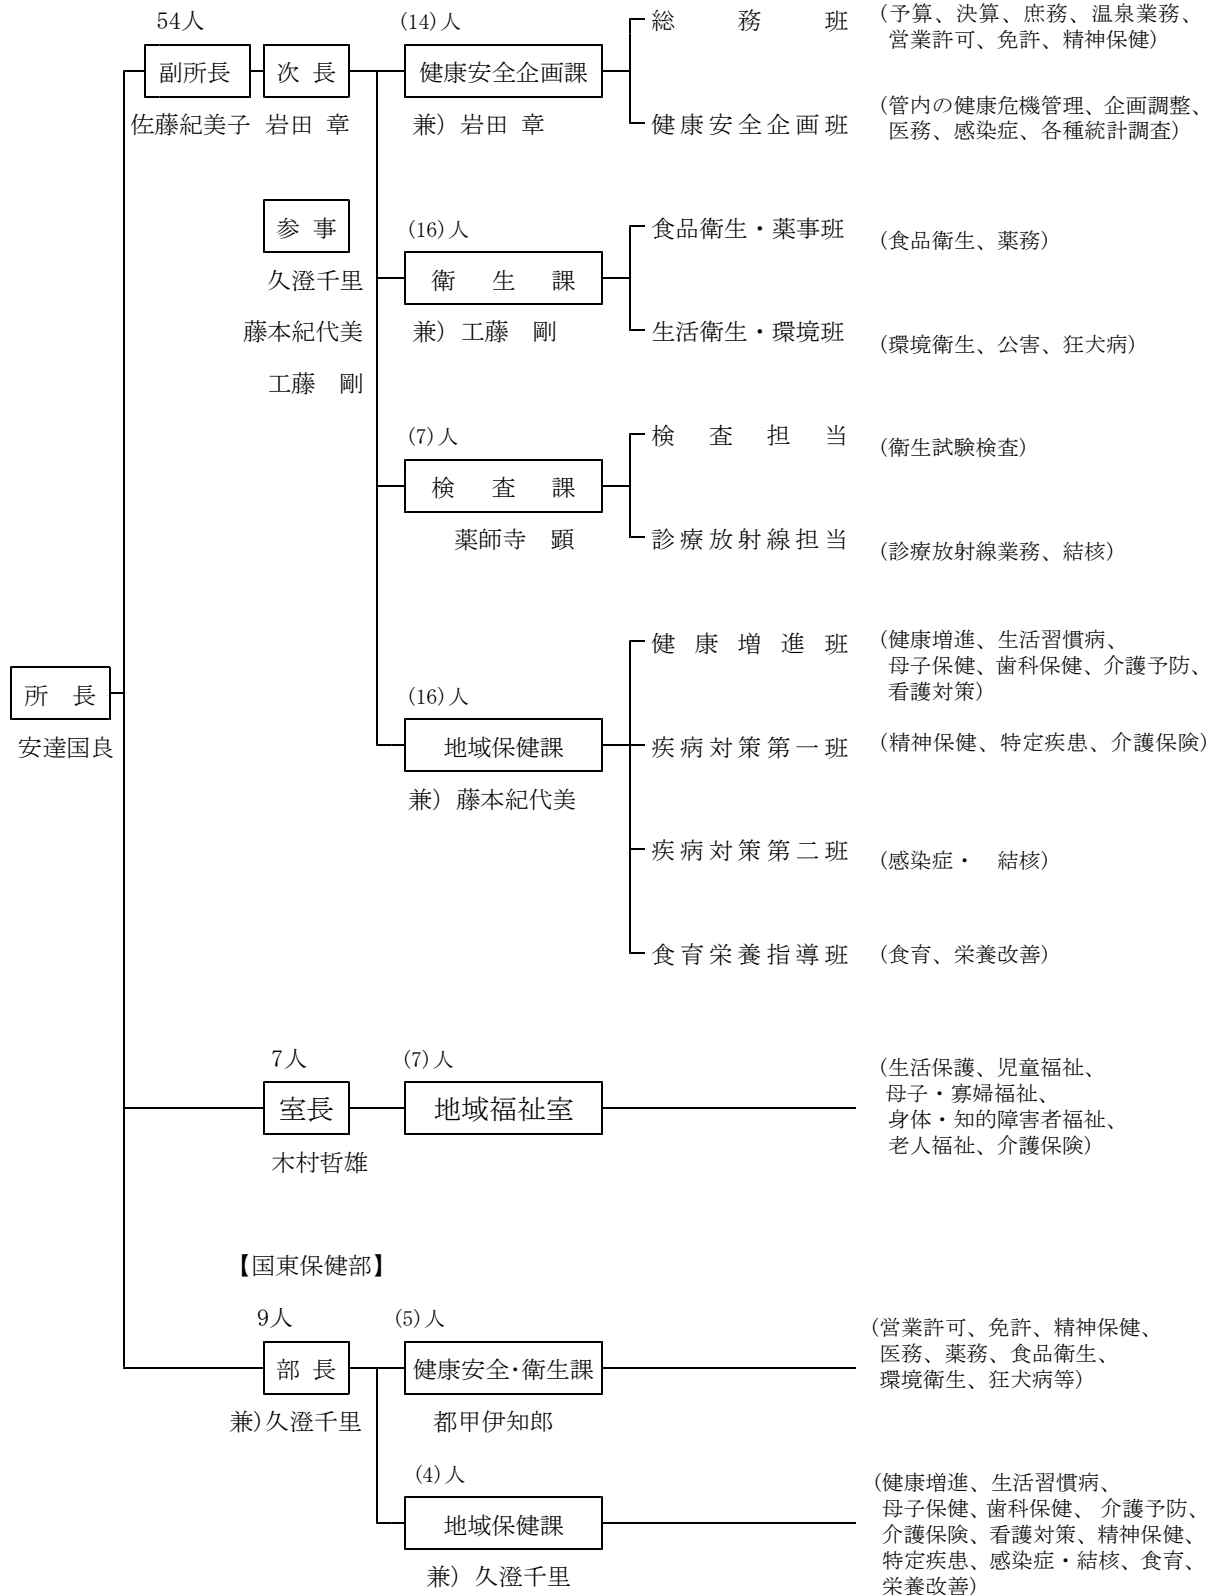 54人
副所長
次 長
佐藤紀美子
岩田 章
参 事
久澄千里
藤本紀代美
工藤 剛
(14)人
健康安全企画課
兼) 岩田 章
総 務 班
(予算、決算、庶務、温泉業務、
営業許可、免許、精神保健)
健康安全企画班
(管内の健康危機管理、企画調整、
医務、感染症、各種統計調査)
(16)人
衛 生 課
兼) 工藤 剛
食品衛生・薬事班
(食品衛生、薬務)
生活衛生・環境班
(環境衛生、公害、狂犬病)
(7)人
検 査 課
薬師寺 顕
検 査 担 当
(衛生試験検査)
診療放射線担当
(診療放射線業務、結核)
所 長
安達国良
(16)人
地域保健課
兼) 藤本紀代美
健 康 増 進 班
(健康増進、生活習慣病、
母子保健、歯科保健、介護予防、
看護対策)
疾病対策第一班
(精神保健、特定疾患、介護保険)
疾病対策第二班
(感染症・ 結核)
食育栄養指導班
(食育、栄養改善)
7人
室長
木村哲雄
(7)人
地域福祉室
(生活保護、児童福祉、
母子・寡婦福祉、
身体・知的障害者福祉、
老人福祉、介護保険)
【国東保健部】
9人
部 長
兼)久澄千里
(5)人
健康安全・衛生課
都甲伊知郎
(営業許可、免許、精神保健、
医務、薬務、食品衛生、
環境衛生、狂犬病等)
(4)人
地域保健課
兼) 久澄千里
(健康増進、生活習慣病、
母子保健、歯科保健、 介護予防、
介護保険、看護対策、精神保健、
特定疾患、感染症・結核、食育、
栄養改善)